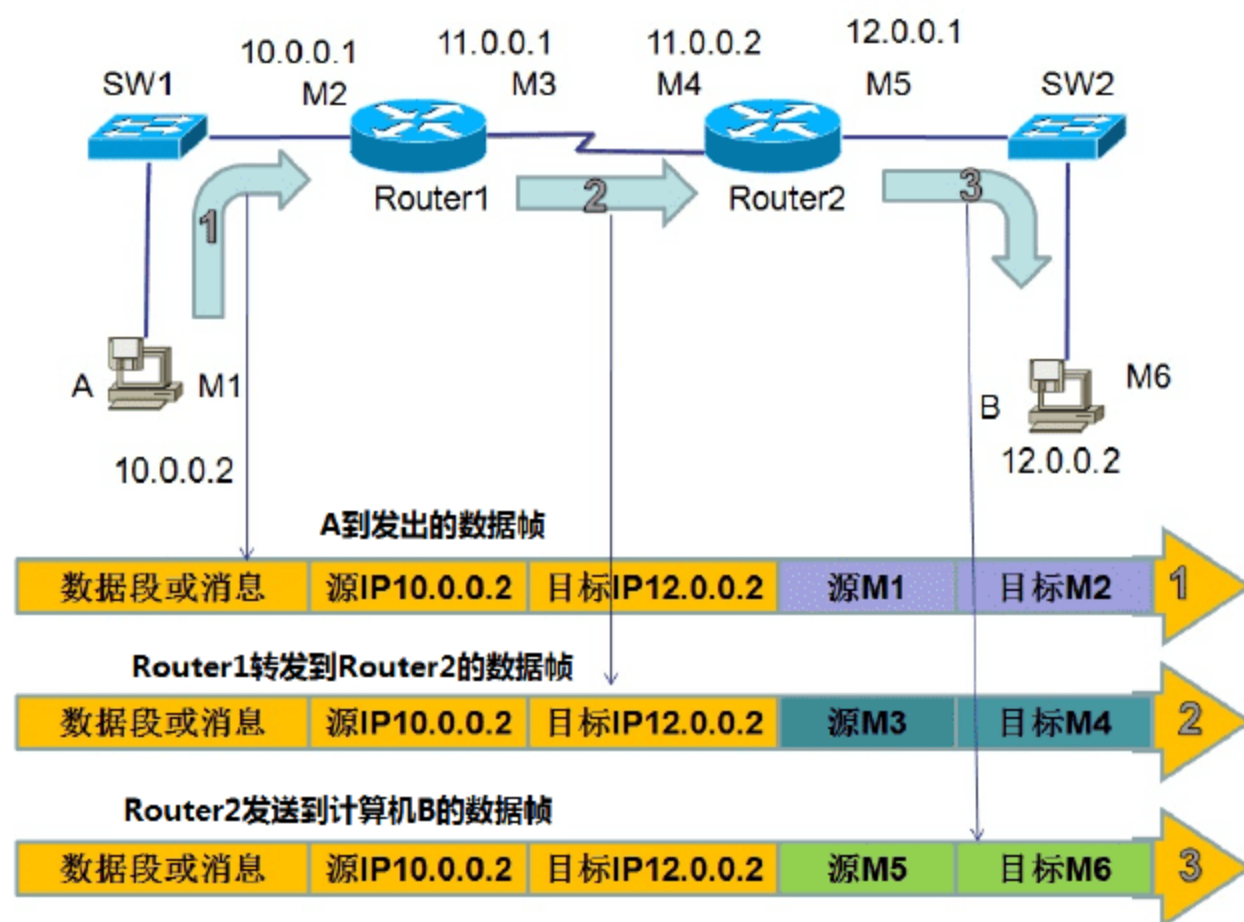 10.0.0.1 11.0.0.1 11.0.0.2 12.0.0.1
SW1 M2 M3 M4 M5 SW2
Router1 Router2
1 2 3
A M1
B M6
10.0.0.2 12.0.0.2
A到发出的数据帧
数据段或消息 源IP10.0.0.2 目标IP12.0.0.2 源M1 目标M2 1
Router1转发到Router2的数据帧
数据段或消息 源IP10.0.0.2 目标IP12.0.0.2 源M3 目标M4 2
Router2发送到计算机B的数据帧
数据段或消息 源IP10.0.0.2 目标IP12.0.0.2 源M5 目标M6 3